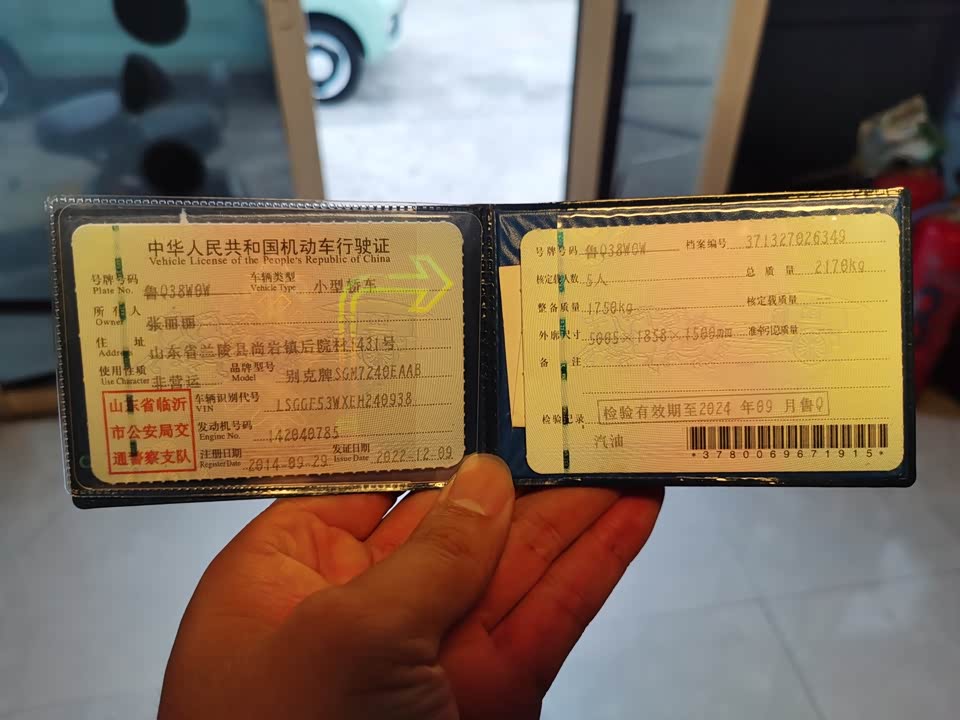 中华人民共和国机动车行驶证
Vehicle License of the People's Republic of China
号牌号码 鲁Q38W0W 车辆类型 小型轿车
Plate No. Vehicle Type
所有人 张丽丽
Owner
住址 山东省兰陵县尚岩镇后院村1431号
Address
使用性质 非营运 品牌型号 别克牌SGM7240EAAB
Use Character Model
山东省临沂
市公安局交
通警察支队
车辆识别代号 LSGGF53WXEH240938
VIN
发动机号码 142040785
Engine No.
注册日期 2014-09-29 发证日期 2022-12-09
Register Date Issue Date
号牌号码 鲁Q38W0W 档案编号 371327026349
核定载人数 5人 总质量 2170kg
整备质量 1750kg 核定载质量 --
外廓尺寸 5005×1858×1500mm 准牵引总质量
备注
检验记录 检验有效期至2024年09月鲁Q
汽油
*3780069671915*